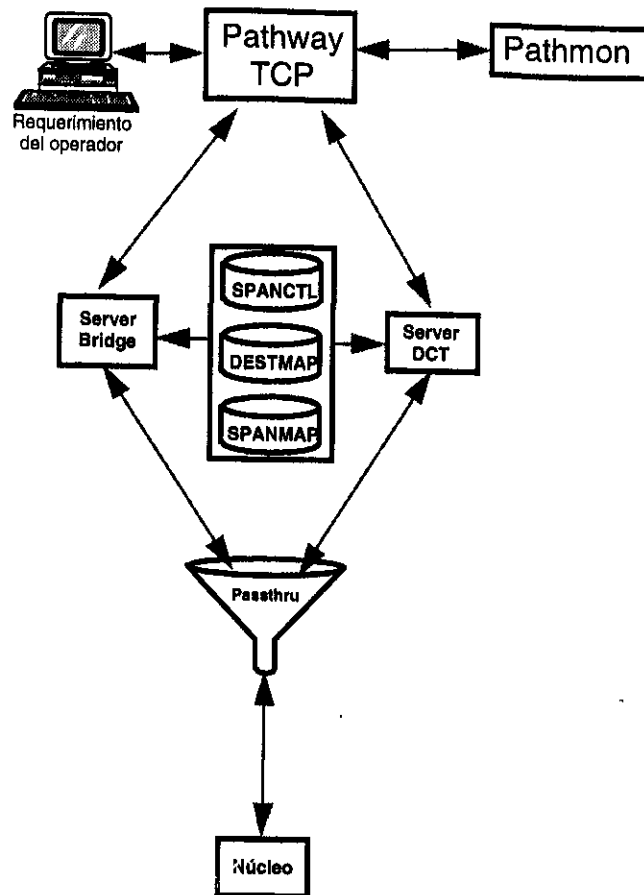 Pathway
TCP
Pathmon
Requerimiento
del operador
SPANCTL
Server
Bridge
DESTMAP
Server
DCT
SPANMAP
Passthru
Núcleo